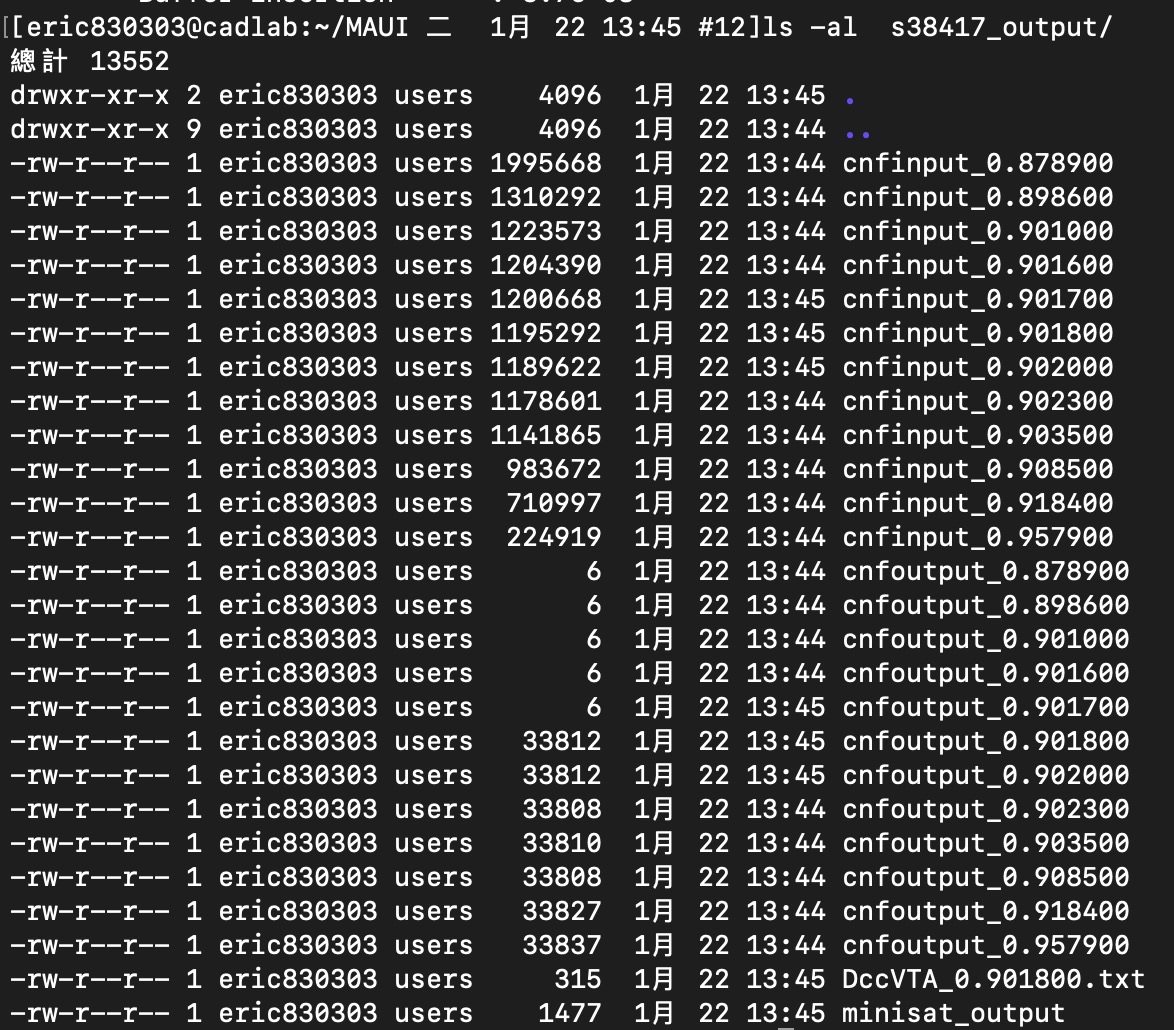 [[eric830303@cadlab:~/MAUI 二  1月 22 13:45 #12]ls -al  s38417_output/
總計 13552
drwxr-xr-x 2 eric830303 users    4096  1月 22 13:45 .
drwxr-xr-x 9 eric830303 users    4096  1月 22 13:44 ..
-rw-r--r-- 1 eric830303 users 1995668  1月 22 13:44 cnfinput_0.878900
-rw-r--r-- 1 eric830303 users 1310292  1月 22 13:44 cnfinput_0.898600
-rw-r--r-- 1 eric830303 users 1223573  1月 22 13:44 cnfinput_0.901000
-rw-r--r-- 1 eric830303 users 1204390  1月 22 13:44 cnfinput_0.901600
-rw-r--r-- 1 eric830303 users 1200668  1月 22 13:45 cnfinput_0.901700
-rw-r--r-- 1 eric830303 users 1195292  1月 22 13:45 cnfinput_0.901800
-rw-r--r-- 1 eric830303 users 1189622  1月 22 13:45 cnfinput_0.902000
-rw-r--r-- 1 eric830303 users 1178601  1月 22 13:44 cnfinput_0.902300
-rw-r--r-- 1 eric830303 users 1141865  1月 22 13:44 cnfinput_0.903500
-rw-r--r-- 1 eric830303 users  983672  1月 22 13:44 cnfinput_0.908500
-rw-r--r-- 1 eric830303 users  710997  1月 22 13:44 cnfinput_0.918400
-rw-r--r-- 1 eric830303 users  224919  1月 22 13:44 cnfinput_0.957900
-rw-r--r-- 1 eric830303 users       6  1月 22 13:44 cnfoutput_0.878900
-rw-r--r-- 1 eric830303 users       6  1月 22 13:44 cnfoutput_0.898600
-rw-r--r-- 1 eric830303 users       6  1月 22 13:44 cnfoutput_0.901000
-rw-r--r-- 1 eric830303 users       6  1月 22 13:44 cnfoutput_0.901600
-rw-r--r-- 1 eric830303 users       6  1月 22 13:45 cnfoutput_0.901700
-rw-r--r-- 1 eric830303 users   33812  1月 22 13:45 cnfoutput_0.901800
-rw-r--r-- 1 eric830303 users   33812  1月 22 13:45 cnfoutput_0.902000
-rw-r--r-- 1 eric830303 users   33808  1月 22 13:44 cnfoutput_0.902300
-rw-r--r-- 1 eric830303 users   33810  1月 22 13:44 cnfoutput_0.903500
-rw-r--r-- 1 eric830303 users   33808  1月 22 13:44 cnfoutput_0.908500
-rw-r--r-- 1 eric830303 users   33827  1月 22 13:44 cnfoutput_0.918400
-rw-r--r-- 1 eric830303 users   33837  1月 22 13:44 cnfoutput_0.957900
-rw-r--r-- 1 eric830303 users     315  1月 22 13:45 DccVTA_0.901800.txt
-rw-r--r-- 1 eric830303 users    1477  1月 22 13:45 minisat_output